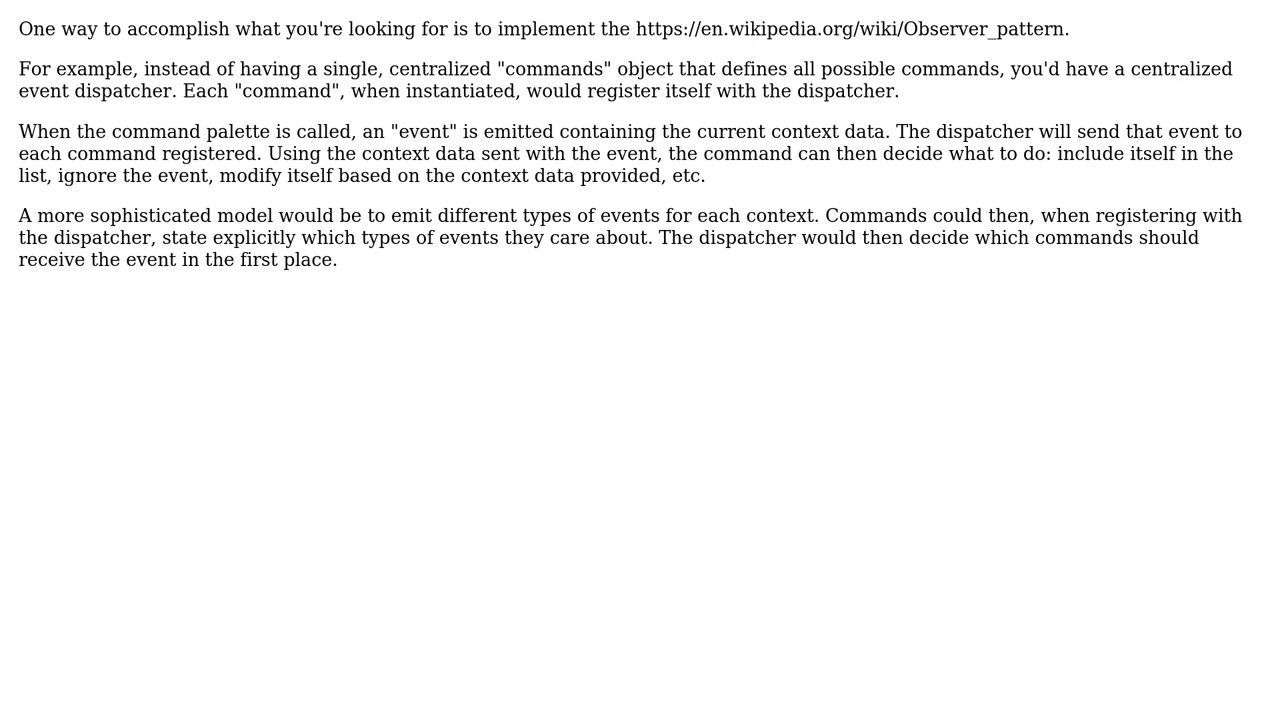 One way to accomplish what you're looking for is to implement the https://en.wikipedia.org/wiki/Observer_pattern.
For example, instead of having a single, centralized "commands" object that defines all possible commands, you'd have a centralized
event dispatcher. Each "command", when instantiated, would register itself with the dispatcher.
When the command palette is called, an "event" is emitted containing the current context data. The dispatcher will send that event to
each command registered. Using the context data sent with the event, the command can then decide what to do: include itself in the
list, ignore the event, modify itself based on the context data provided, etc.
A more sophisticated model would be to emit different types of events for each context. Commands could then, when registering with
the dispatcher, state explicitly which types of events they care about. The dispatcher would then decide which commands should
receive the event in the first place.